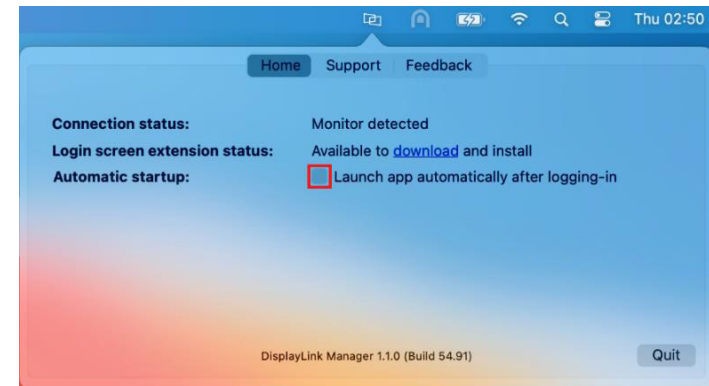 Thu 02:50
Home Support Feedback
Connection status: Monitor detected
Login screen extension status: Available to download and install
Automatic startup: Launch app automatically after logging-in
DisplayLink Manager 1.1.0 (Build 54.91)
Quit